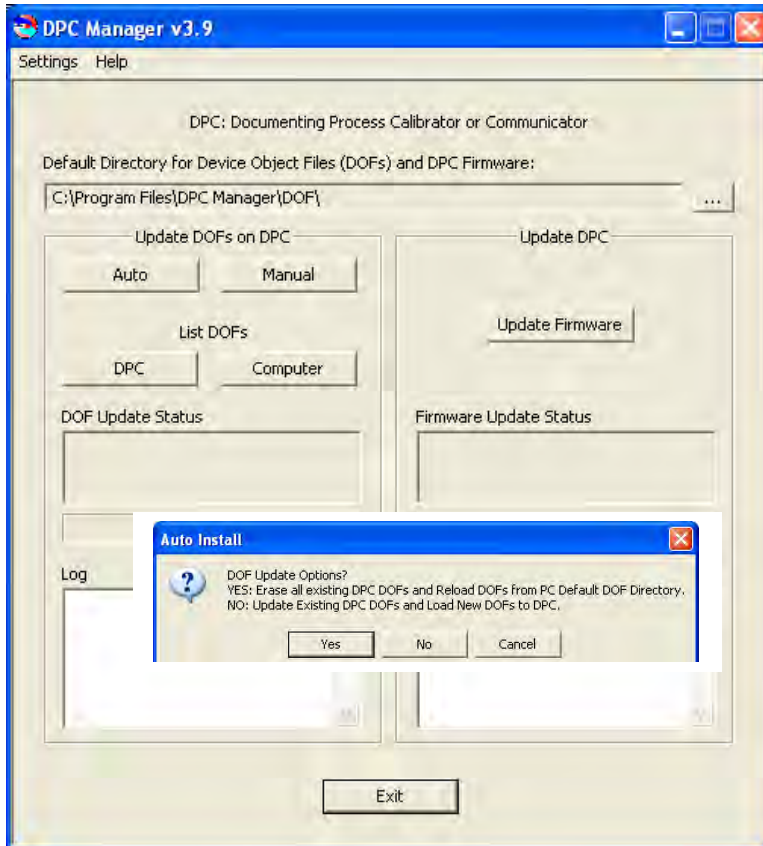 DPC Manager v3.9
Settings Help
DPC: Documenting Process Calibrator or Communicator
Default Directory for Device Object Files (DOFs) and DPC Firmware:
C:\Program Files\DPC Manager\DOF\
...
Update DOFs on DPC
Update DPC
Auto Manual
Update Firmware
List DOFs
DPC Computer
DOF Update Status
Firmware Update Status
Auto Install
DOF Update Options?
YES: Erase all existing DPC DOFs and Reload DOFs from PC Default DOF Directory.
NO: Update Existing DPC DOFs and Load New DOFs to DPC.
Yes No Cancel
Log
Exit